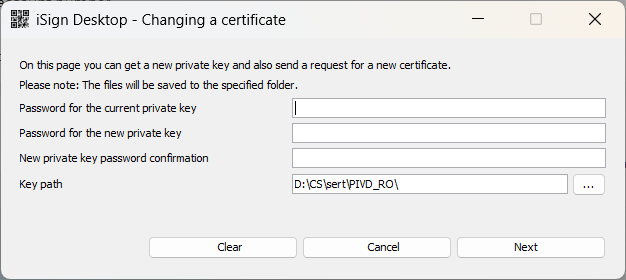 iSign Desktop - Changing a certificate
On this page you can get a new private key and also send a request for a new certificate.
Please note: The files will be saved to the specified folder.
Password for the current private key
Password for the new private key
New private key password confirmation
Key path D:\CS\sert\PIVD_RO\ ...
Clear Cancel Next